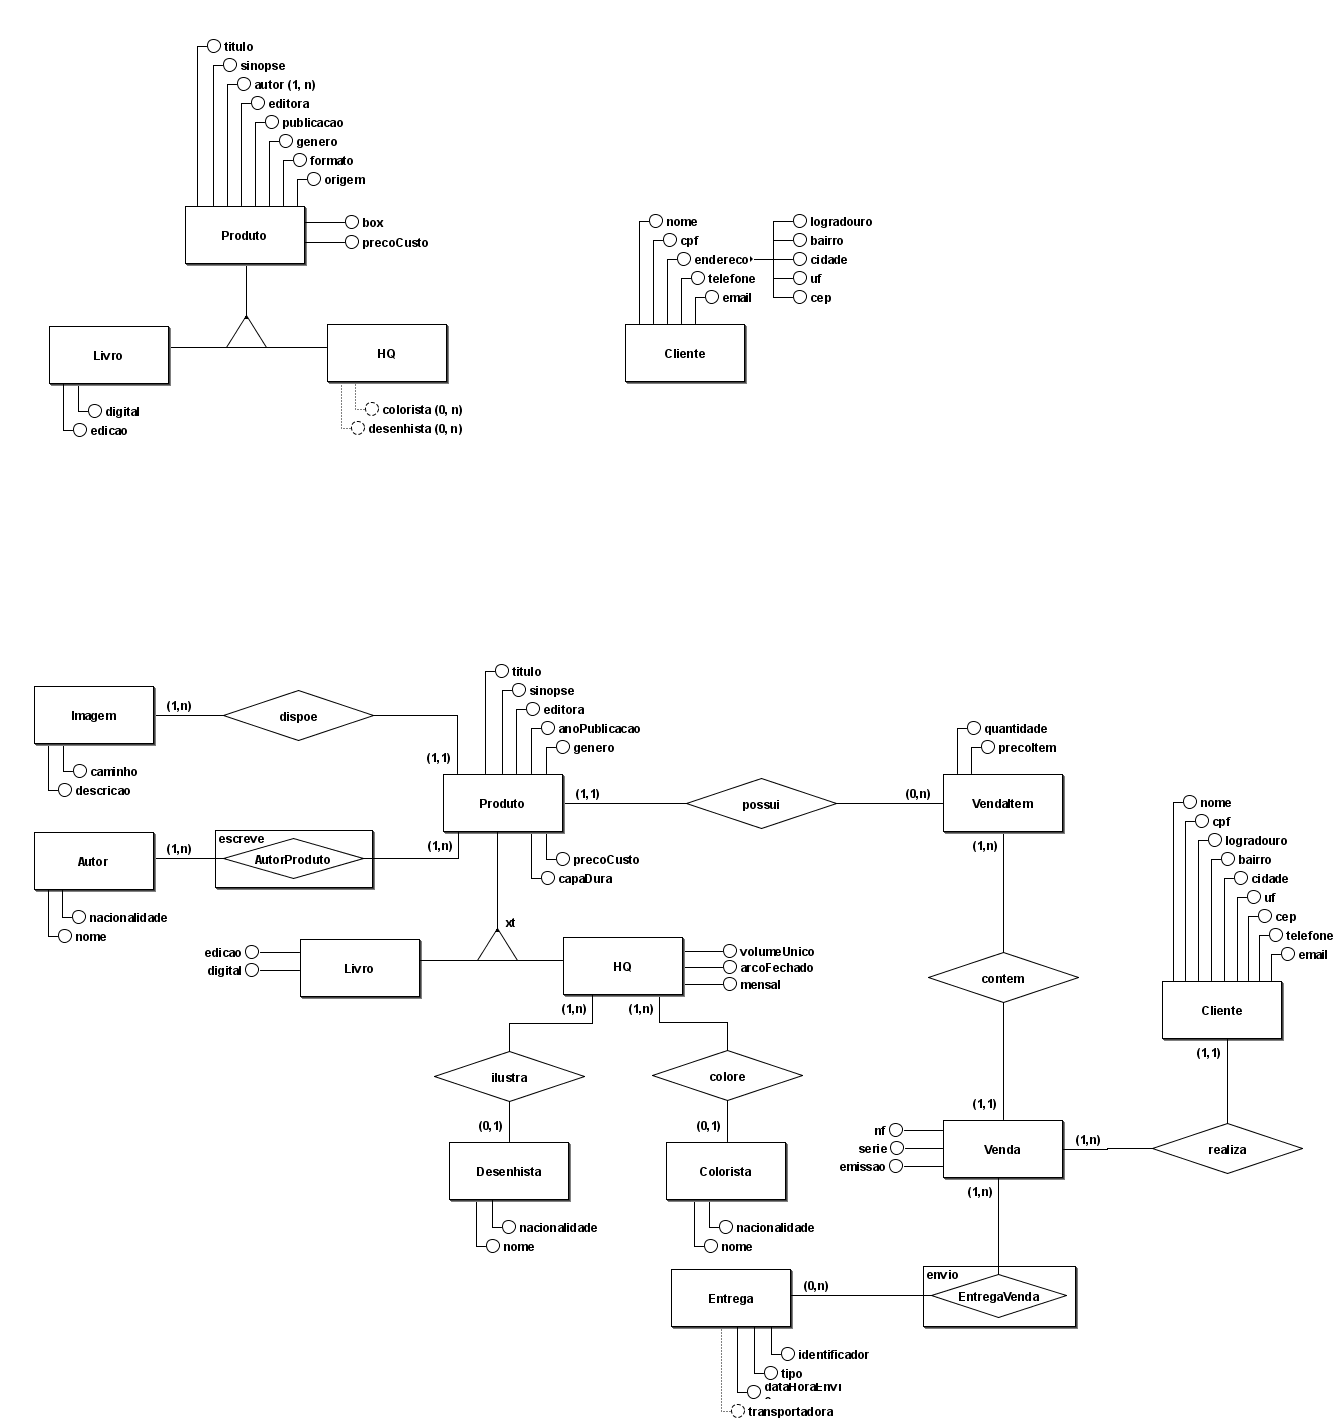 titulo
sinopse
autor (1, n)
editora
publicacao
genero
formato
origem
Produto
box
precoCusto
Livro
HQ
digital
edicao
colorista (0, n)
desenhista (0, n)
nome
cpf
endereco
telefone
email
logradouro
bairro
cidade
uf
cep
Cliente
Imagem
(1,n)
dispoe
(1,1)
caminho
descricao
titulo
sinopse
editora
anoPublicacao
genero
Produto
(1,1)
possui
(0,n)
quantidade
precoItem
VendaItem
(1,n)
Autor
(1,n)
escreve
AutorProduto
(1,n)
nacionalidade
nome
precoCusto
capaDura
xt
edicao
digital
Livro
HQ
volumeUnico
arcoFechado
mensal
(1,n)
(1,n)
ilustra
colore
(0,1)
(0,1)
Desenhista
Colorista
nacionalidade
nome
nacionalidade
nome
contem
(1,1)
nome
cpf
logradouro
bairro
cidade
uf
cep
telefone
email
Cliente
(1,1)
realiza
(1,n)
nf
serie
emissao
Venda
(1,n)
envio
EntregaVenda
(0,n)
Entrega
identificador
tipo
dataHoraEnvi
transportadora